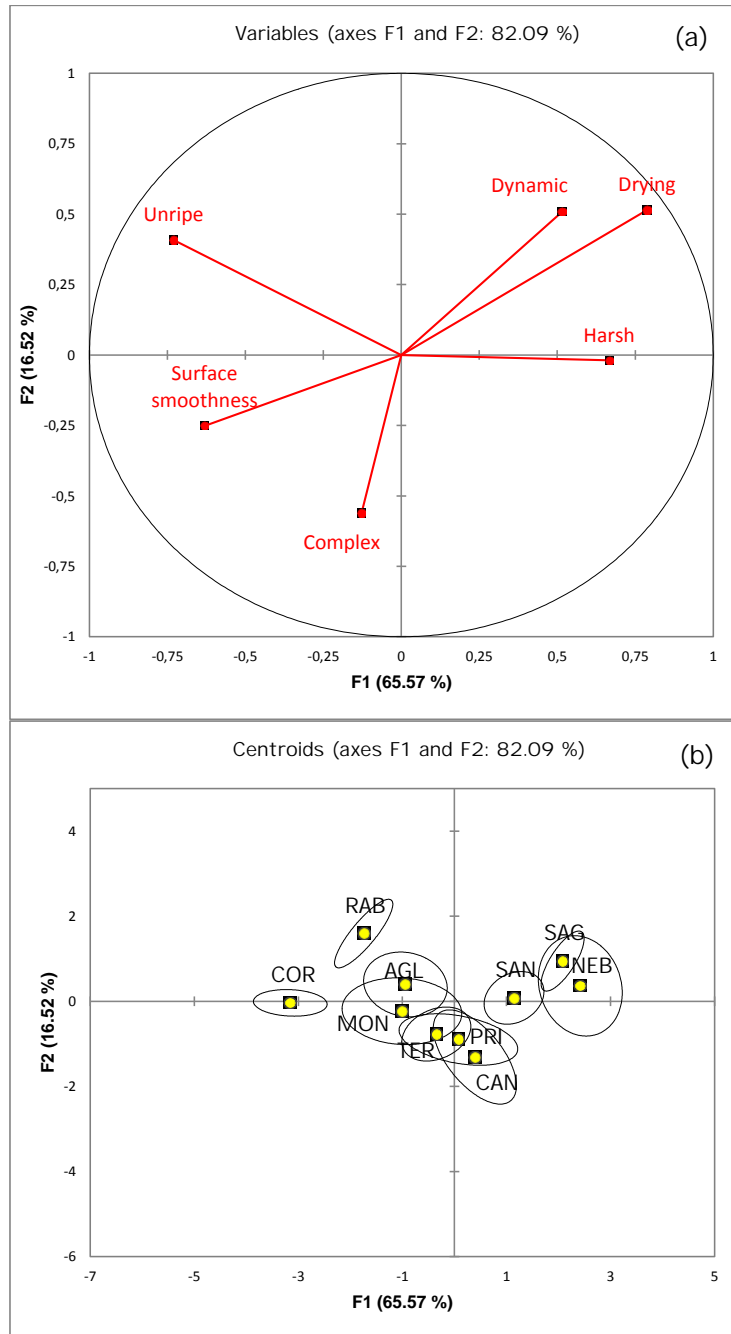 Variables (axes F1 and F2: 82.09 %)
(a)
1
0,75
0,5
0,25
0
-0,25
-0,5
-0,75
-1
F2 (16.52 %)
Dynamic
Drying
Unripe
Harsh
Surface
smoothness
Complex
-1
-0,75
-0,5
-0,25
0
0,25
0,5
0,75
1
F1 (65.57 %)
Centroids (axes F1 and F2: 82.09 %)
(b)
4
2
0
-2
-4
-6
F2 (16.52 %)
RAB
SAG
COR
AGL
SAN
NEB
MON
TER
PRI
CAN
-7
-5
-3
-1
1
3
5
F1 (65.57 %)